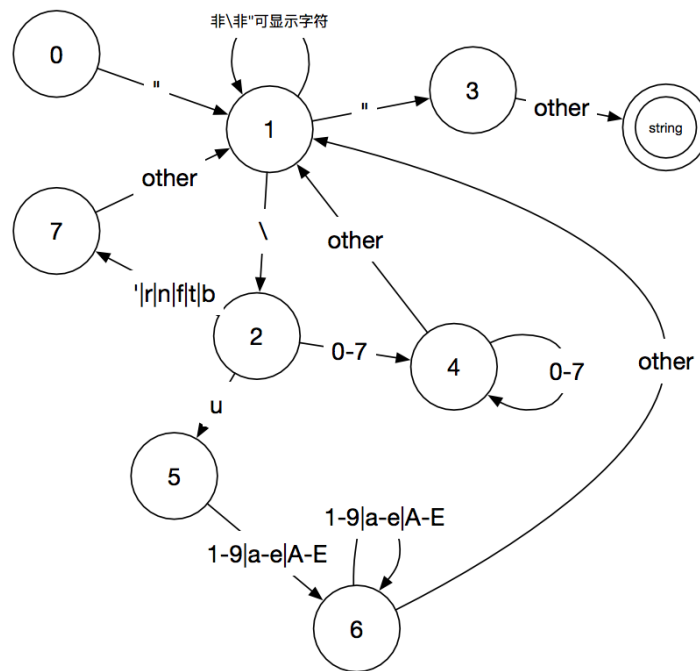 非\非"可显示字符
0
"
1
"
3
other
string
other
7
\
other
'|r|n|f|t|b
2
0-7
4
0-7
other
u
5
1-9|a-e|A-E
1-9|a-e|A-E
6